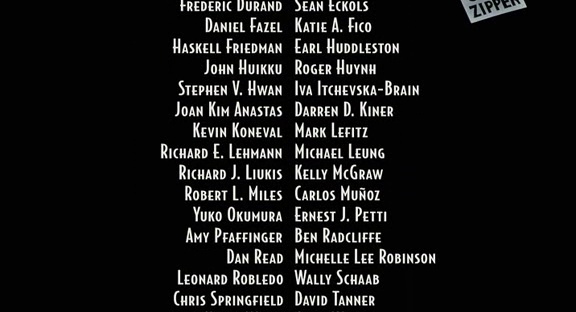 Frederic Durand Sean Eckols
Daniel Fazel Katie A. Fico
Haskell Friedman Earl Huddleston
John Huikku Roger Huynh
Stephen V. Hwan Iva Itchevska-Brain
Joan Kim Anastas Darren D. Kiner
Kevin Koneval Mark Lefitz
Richard E. Lehmann Michael Leung
Richard J. Liukis Kelly McGraw
Robert L. Miles Carlos Muñoz
Yuko Okumura Ernest J. Petti
Amy Pfaffinger Ben Radcliffe
Dan Read Michelle Lee Robinson
Leonard Robledo Wally Schaab
Chris Springfield David Tanner
ZIPPER